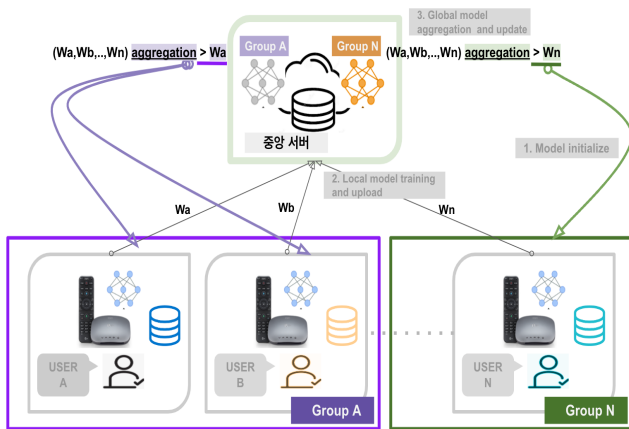 3. Global model
aggregation and update
(Wa,Wb,..,Wn) aggregation > Wa
Group A
Group N
(Wa,Wb,..,Wn) aggregation > Wn
중앙 서버
1. Model initialize
2. Local model training
and upload
Wa
Wb
Wn
USER
A
USER
B
USER
N
Group A
Group N